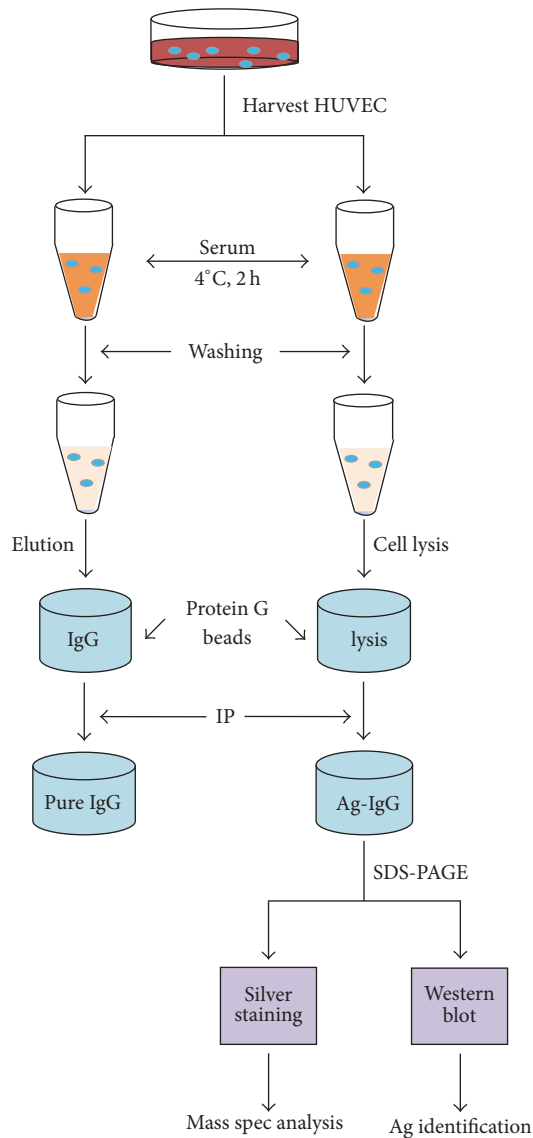 Harvest HUVEC
Serum
4°C, 2 h
Washing
Elution
Cell lysis
Protein G
beads
IgG
lysis
IP
Pure IgG
Ag-IgG
SDS-PAGE
Silver
staining
Western
blot
Mass spec analysis
Ag identification